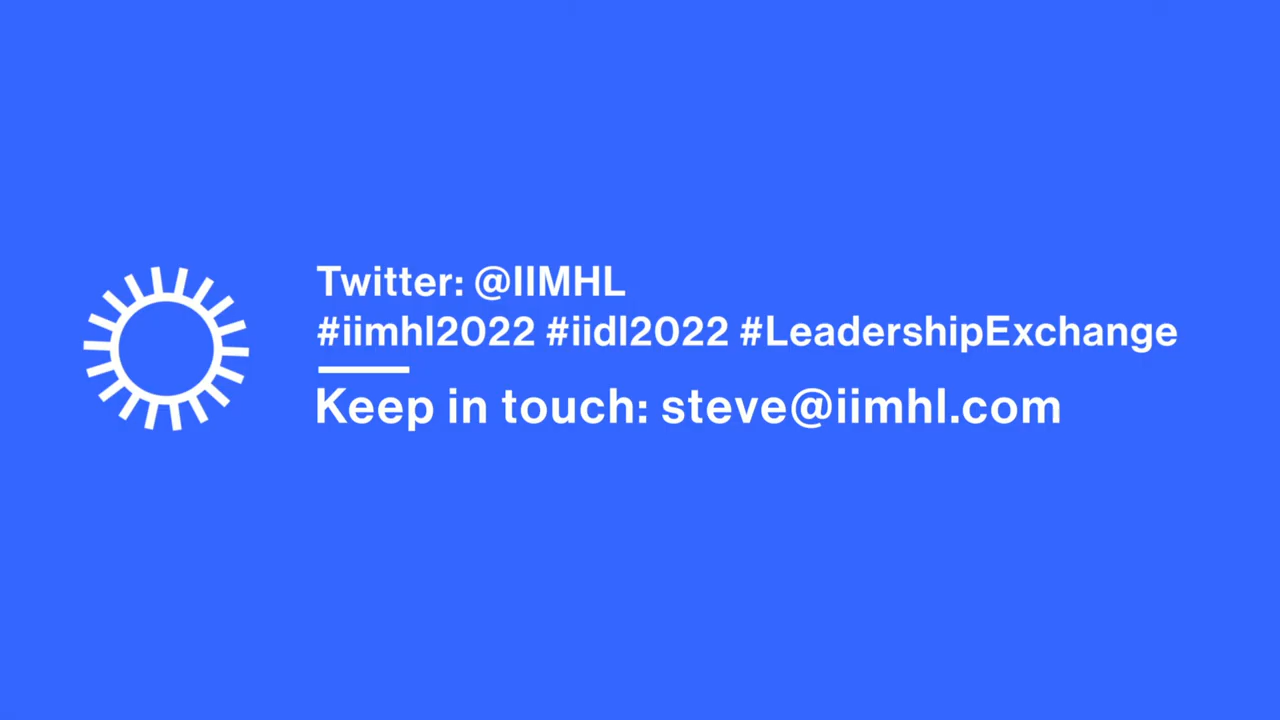 Twitter: @IIMHL
#iimhl2022 #iidl2022 #LeadershipExchange
Keep in touch: steve@iimhl.com